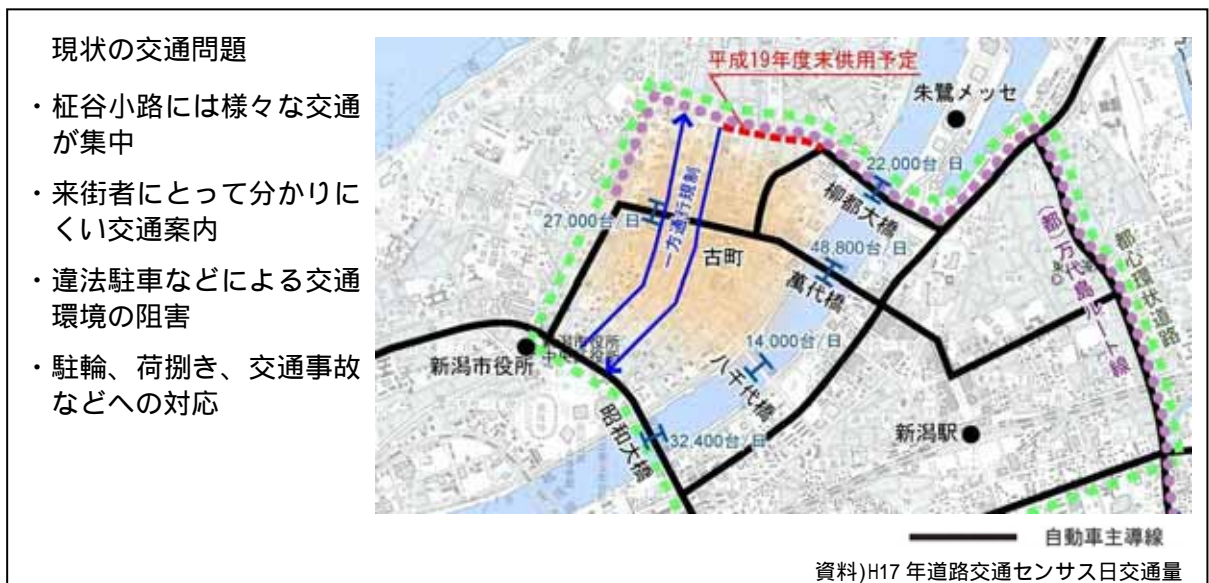 現状の交通問題
・柾谷小路には様々な交通
が集中
・来街者にとって分かりに
くい交通案内
・違法駐車などによる交通
環境の阻害
・駐輪、荷捌き、交通事故
などへの対応
平成19年度末供用予定
朱鷺メッセ
22,000台/日
柳都大橋
27,000台/日
一方通行規制
古町
48,800台/日
萬代橋
(都)万代島ルート線
都心環状道路
14,000台/日
八千代橋
新潟市役所
昭和大橋
32,400台/日
新潟駅
自動車主導線
資料)H17年道路交通センサス日交通量